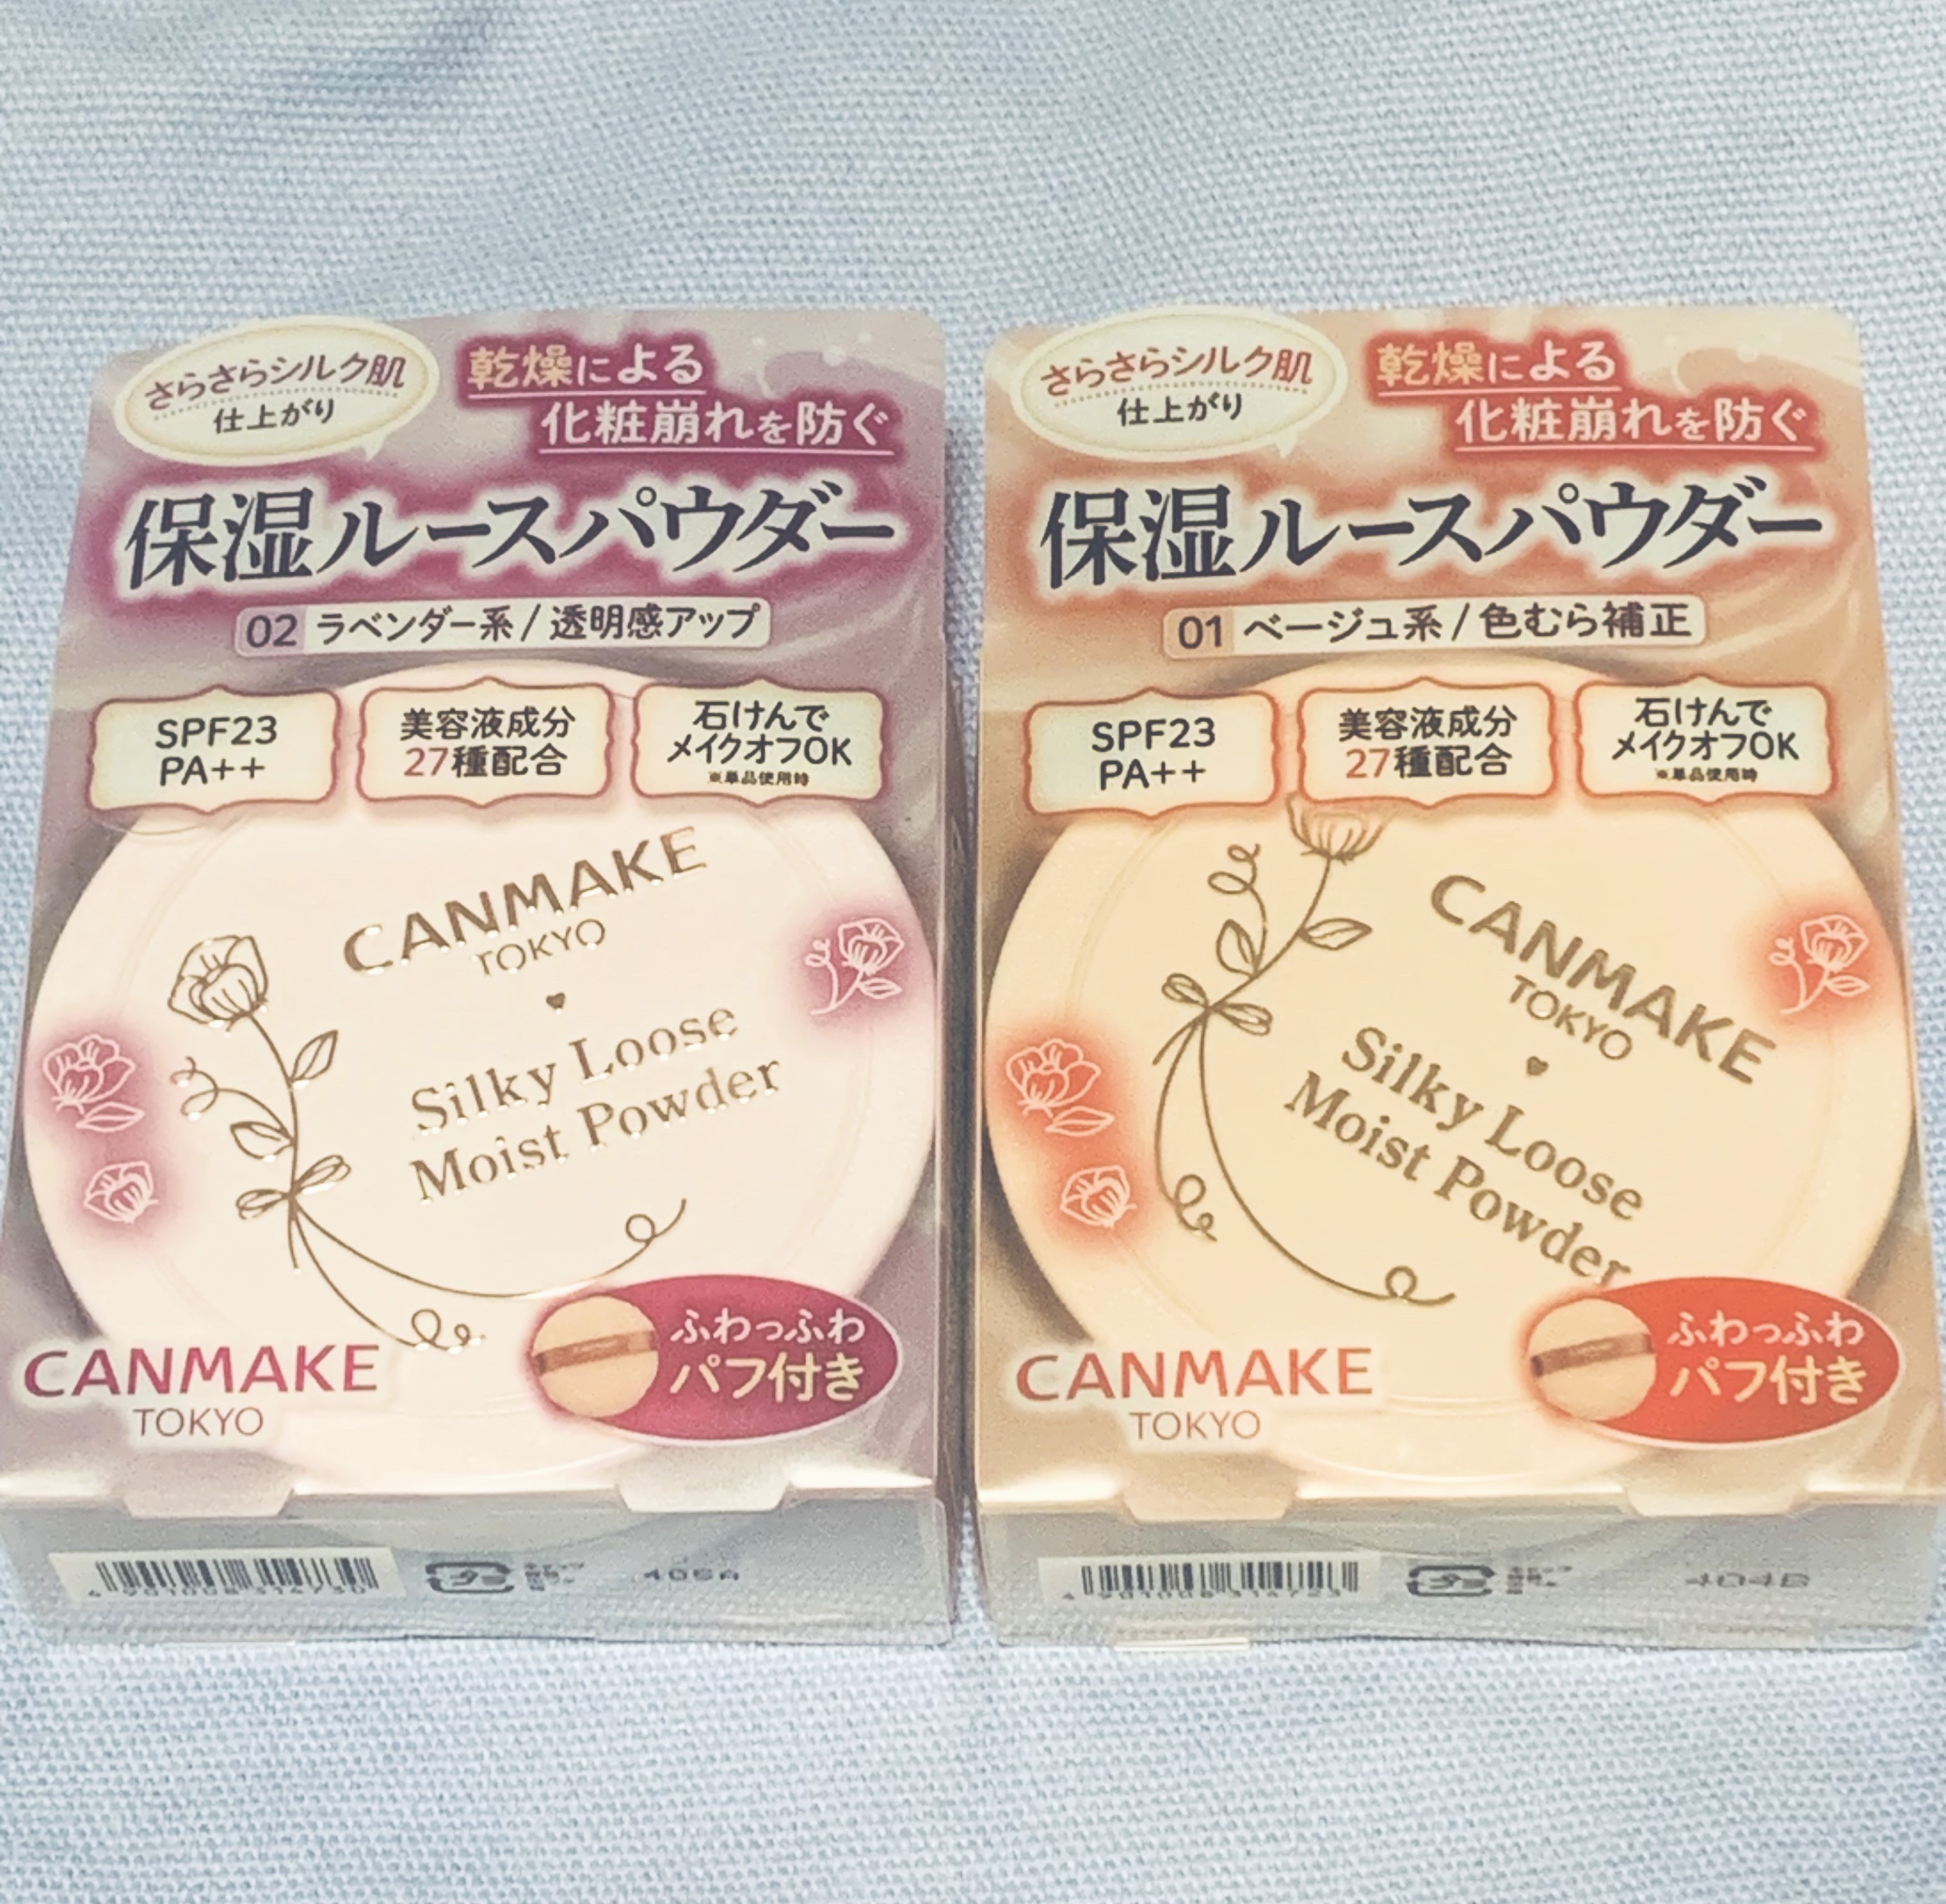 さらさらシルク肌
仕上がり
乾燥による
化粧崩れを防ぐ
保湿ルースパウダー
02 ラベンダー系 / 透明感アップ
SPF23
PA++
美容液成分
27種配合
石けんで
メイクオフOK
※単品使用時
CANMAKE
TOKYO
Silky Loose
Moist Powder
ふわっふわ
パフ付き
CANMAKE
TOKYO
さらさらシルク肌
仕上がり
乾燥による
化粧崩れを防ぐ
保湿ルースパウダー
01 ベージュ系 / 色むら補正
SPF23
PA++
美容液成分
27種配合
石けんで
メイクオフOK
※単品使用時
CANMAKE
TOKYO
Silky Loose
Moist Powder
ふわっふわ
パフ付き
CANMAKE
TOKYO